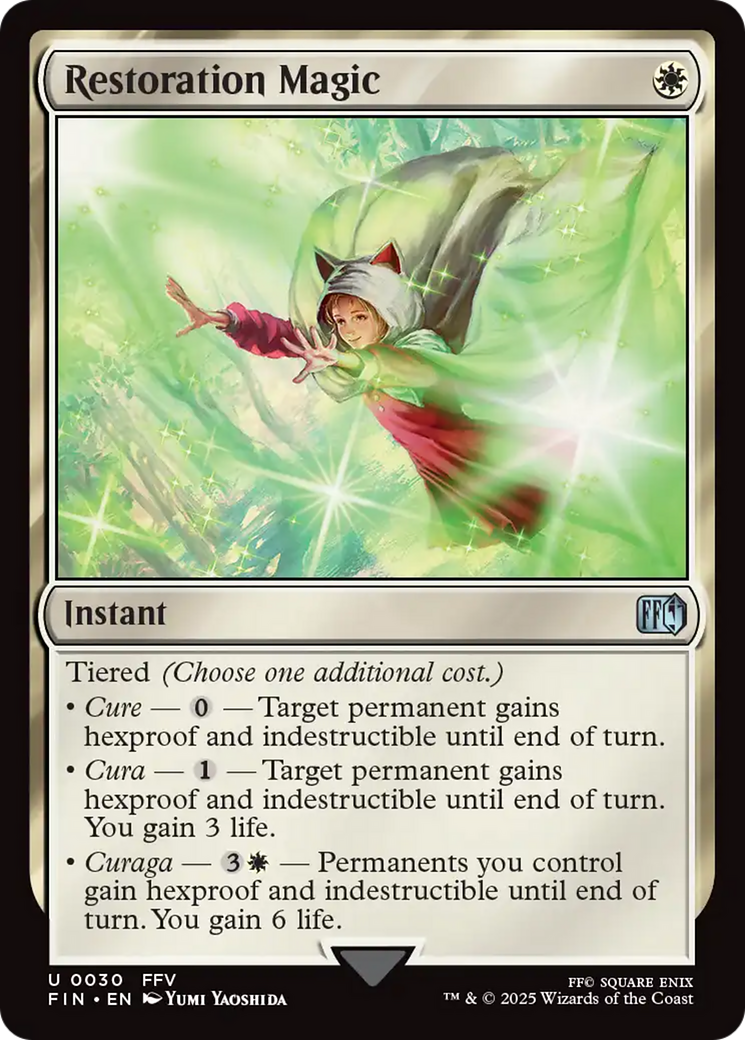 Restoration Magic
Instant
FF
Tiered (Choose one additional cost.)
• Cure — 0 — Target permanent gains
hexproof and indestructible until end of turn.
• Cura — 1 — Target permanent gains
hexproof and indestructible until end of turn.
You gain 3 life.
• Curaga — 3 — Permanents you control
gain hexproof and indestructible until end of
turn. You gain 6 life.
U 0030 FFV
FIN • EN Yumi Yaoshida
FF© SQUARE ENIX
™ & © 2025 Wizards of the Coast